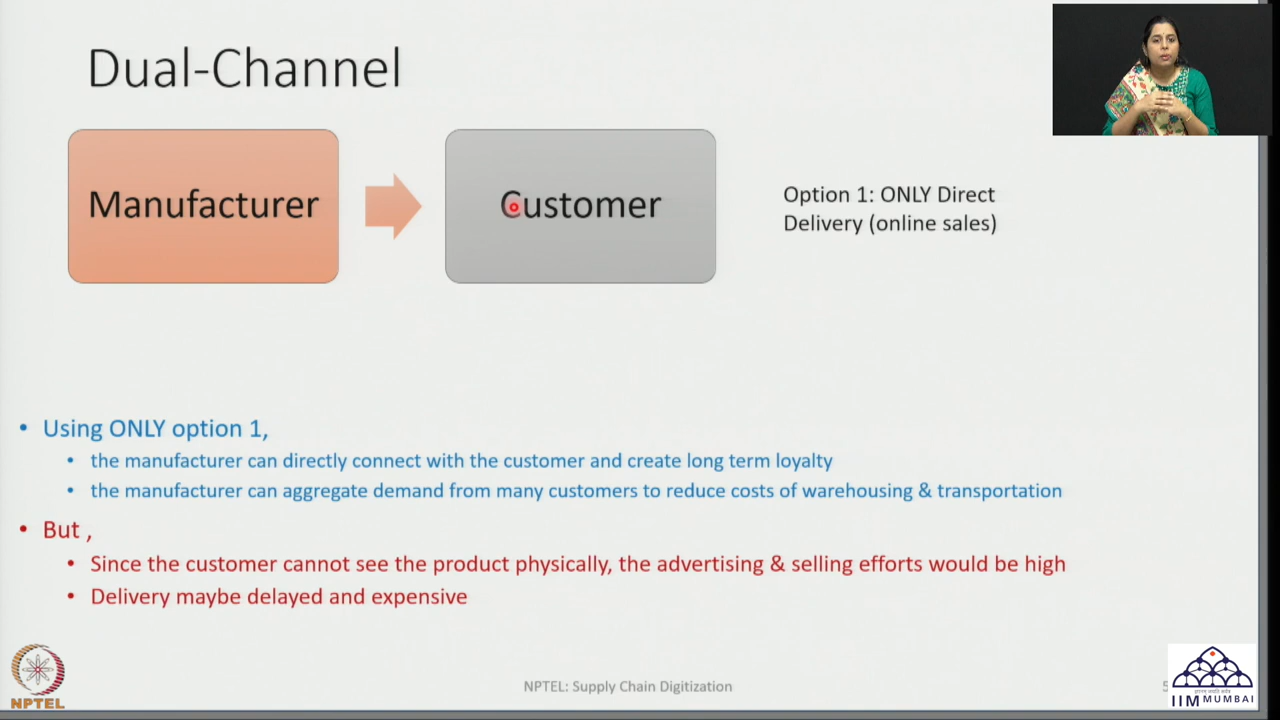 Dual-Channel
Manufacturer
Customer
Option 1: ONLY Direct
Delivery (online sales)
• Using ONLY option 1,
• the manufacturer can directly connect with the customer and create long term loyalty
• the manufacturer can aggregate demand from many customers to reduce costs of warehousing & transportation
• But ,
• Since the customer cannot see the product physically, the advertising & selling efforts would be high
• Delivery maybe delayed and expensive
NPTEL
NPTEL: Supply Chain Digitization
IIM MUMBAI